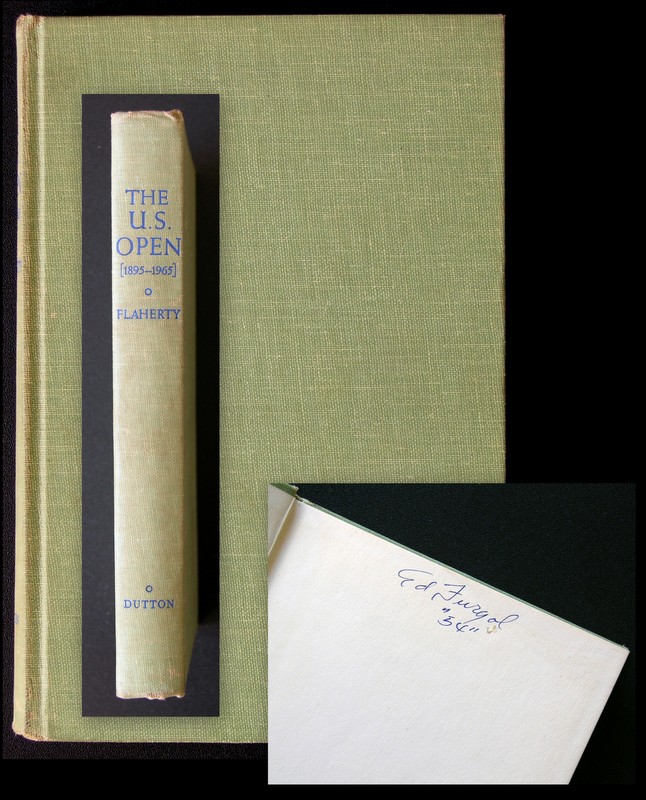 THE
U.S.
OPEN
[1895–1965]
FLAHERTY
DUTTON
Ed Furgol
"54"